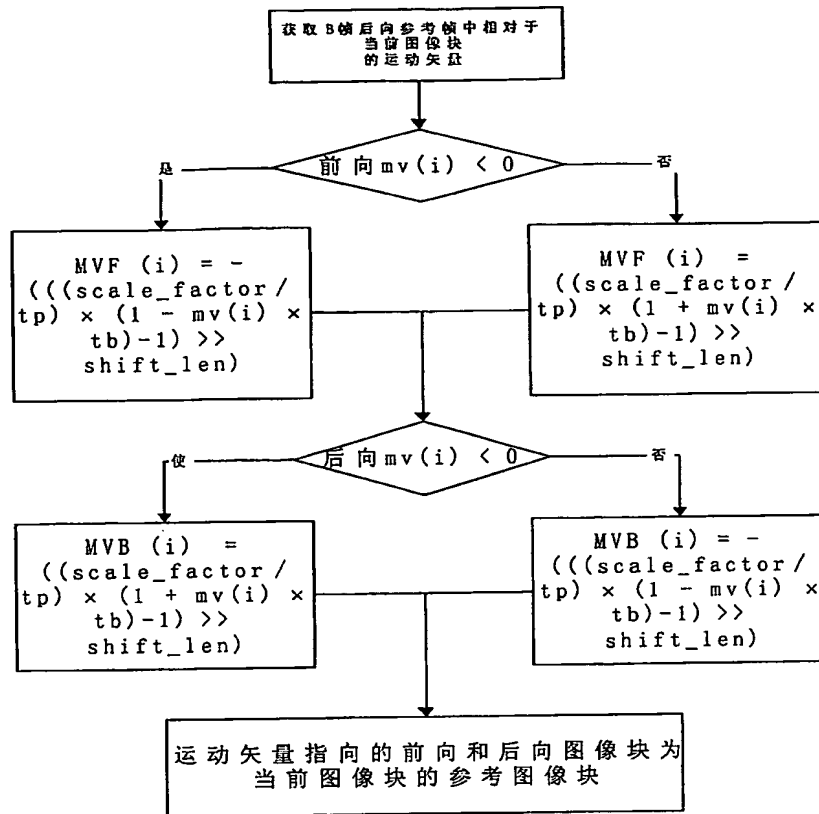 获取B帧后向参考帧中相对于
当前图像块
的运动矢量
前向mv(i) < 0
是
否
MVF (i) = -
(((scale_factor/
tp) × (1 - mv(i) ×
tb)-1) >>
shift_len)
MVF (i) =
((scale_factor/
tp) × (1 + mv(i) ×
tb)-1) >>
shift_len)
后向mv(i) < 0
使
否
MVB (i) =
((scale_factor/
tp) × (1 + mv(i) ×
tb)-1) >>
shift_len)
MVB (i) = -
(((scale_factor/
tp) × (1 - mv(i) ×
tb)-1) >>
shift_len)
运动矢量指向的前向和后向图像块为
当前图像块的参考图像块